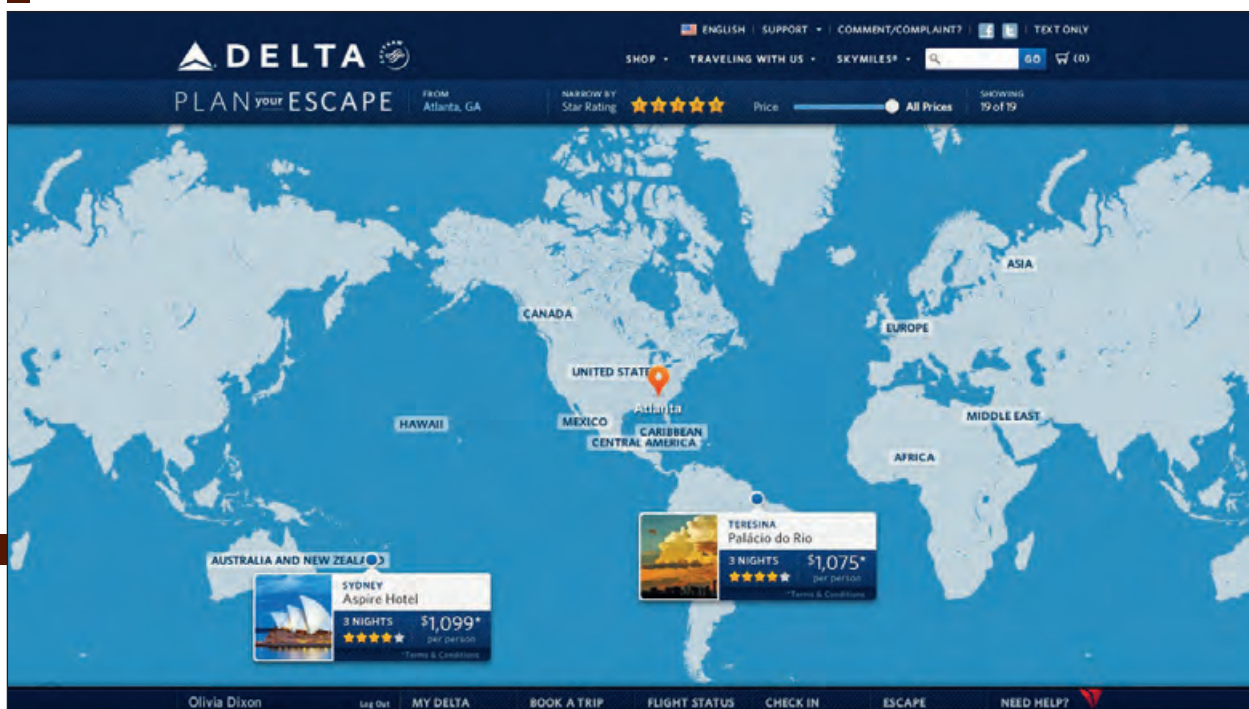 ENGLISH | SUPPORT | COMMENT/COMPLAINT? | TEXT ONLY
DELTA
SHOP TRAVELING WITH US SKYMILES® GO (0)
PLAN your ESCAPE
FROM
Atlanta, GA
NARROW BY
Star Rating
Price
All Prices
SHOWING
19 of 19
ASIA
CANADA
EUROPE
UNITED STATE
Atlanta
HAWAII
MEXICO
CARIBBEAN
CENTRAL AMERICA
MIDDLE EAST
AFRICA
TERESINA
Palácio do Rio
3 NIGHTS $1,075*
per person
*Terms & Conditions
AUSTRALIA AND NEW ZEALA D
SYDNEY
Aspire Hotel
3 NIGHTS $1,099*
per person
*Terms & Conditions
Olivia Dixon Log Out MY DELTA BOOK A TRIP FLIGHT STATUS CHECK IN ESCAPE NEED HELP?